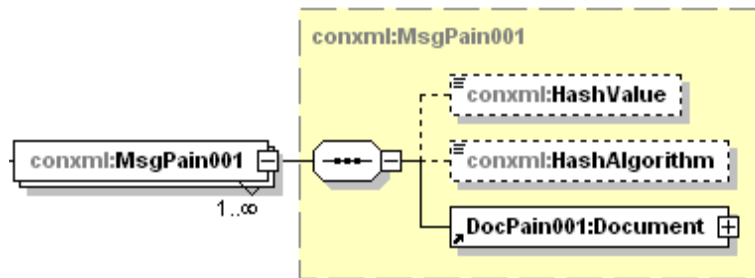 conxml:MsgPain001
conxml:HashValue
conxml:MsgPain001
conxml:HashAlgorithm
1..∞
DocPain001:Document